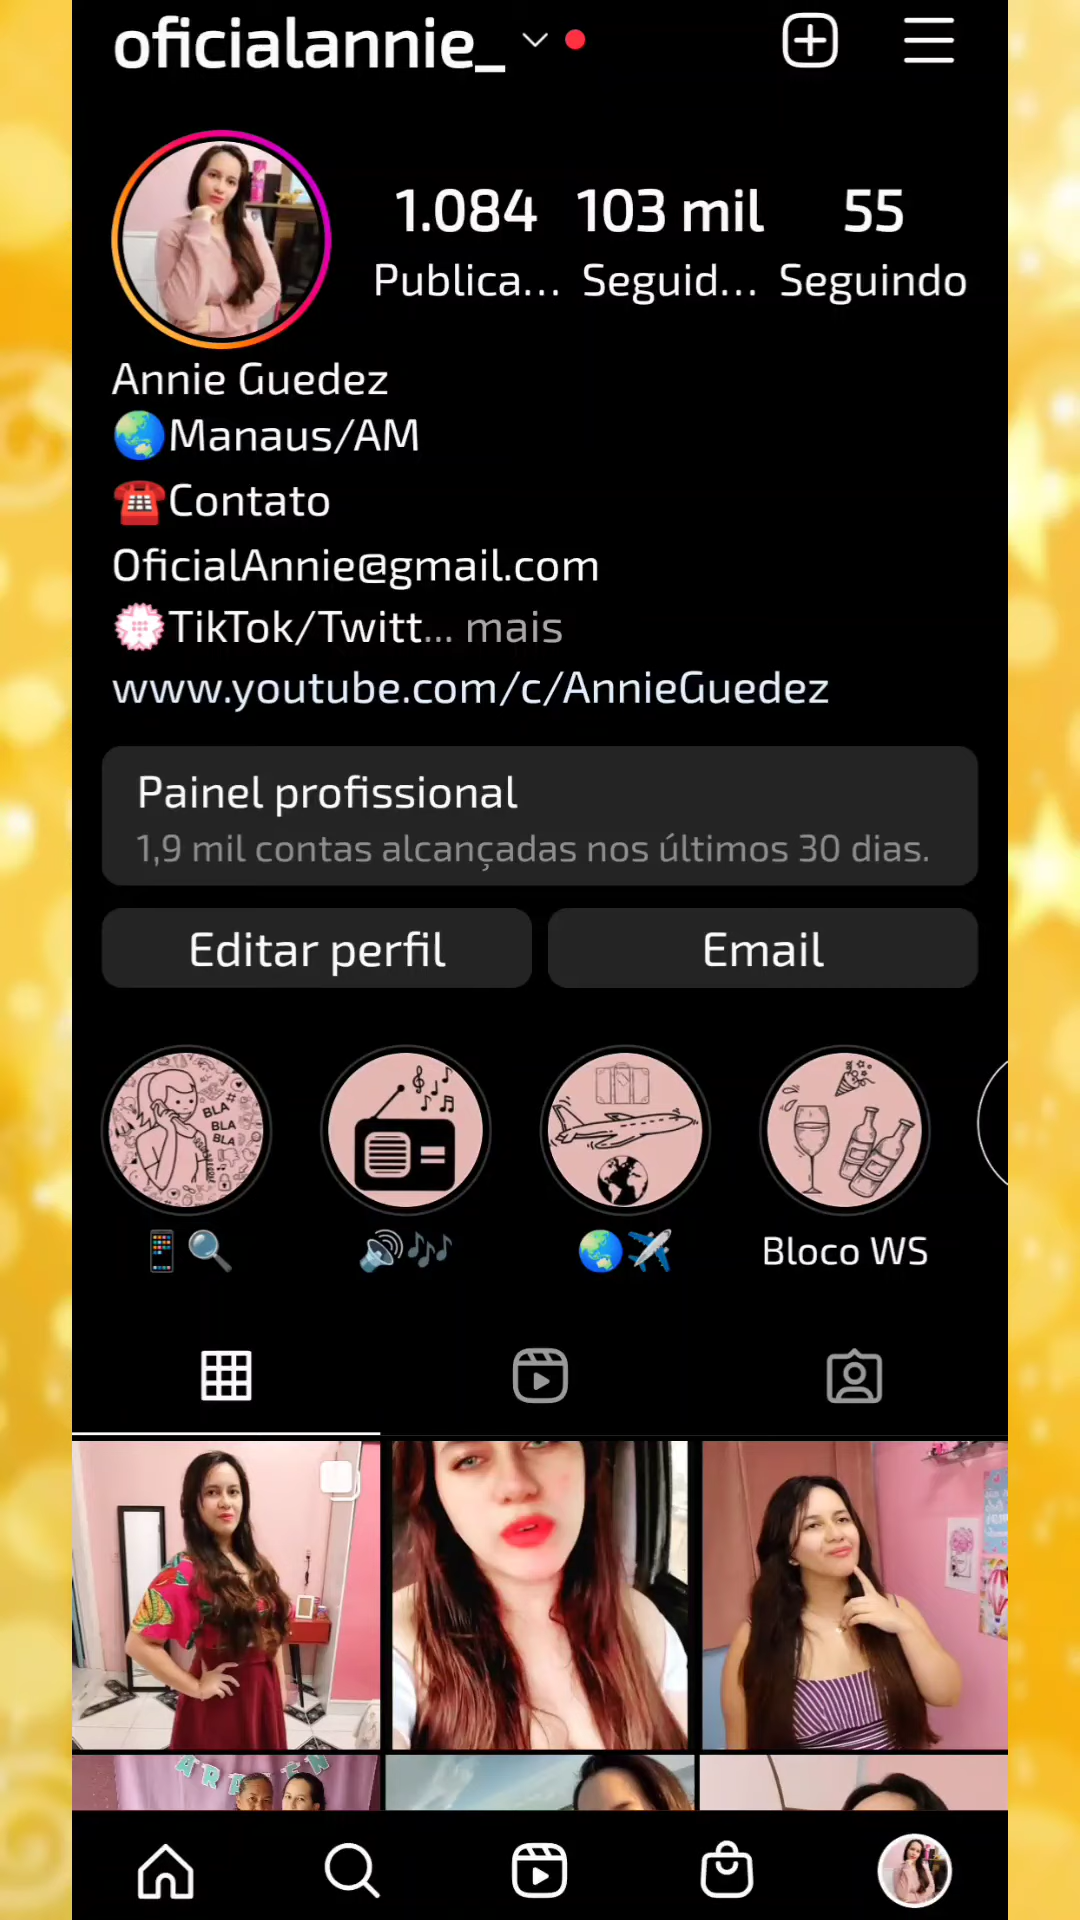 oficialannie_
1.084 103 mil 55
Publica... Seguid... Seguindo
Annie Guedez
🌏Manaus/AM
☎️Contato
OficialAnnie@gmail.com
💮TikTok/Twitt... mais
www.youtube.com/c/AnnieGuedez
Painel profissional
1,9 mil contas alcançadas nos últimos 30 dias.
Editar perfil Email
BLA
BLA
BLA
📱🔍 🔊🎶 🌏✈️ Bloco WS